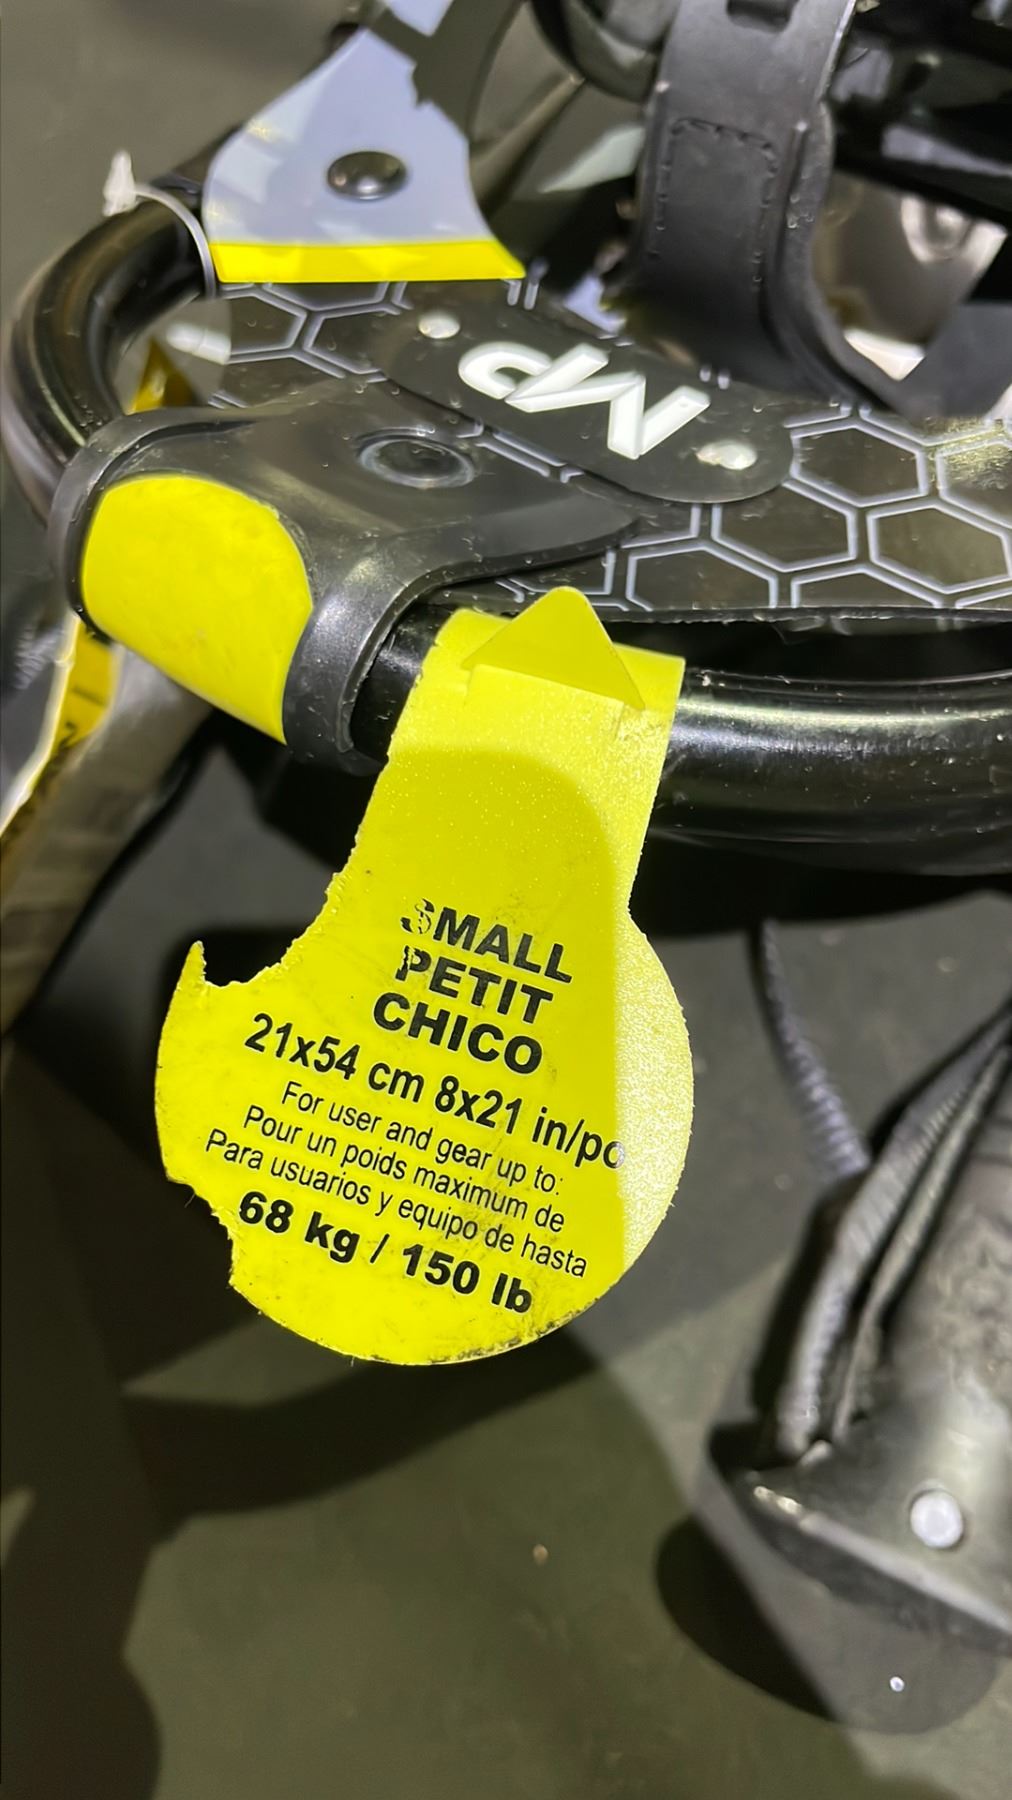 SMALL
PETIT
CHICO
21x54 cm 8x21 in/po
For user and gear up to:
Pour un poids maximum de
Para usuarios y equipo de hasta
68 kg / 150 lb